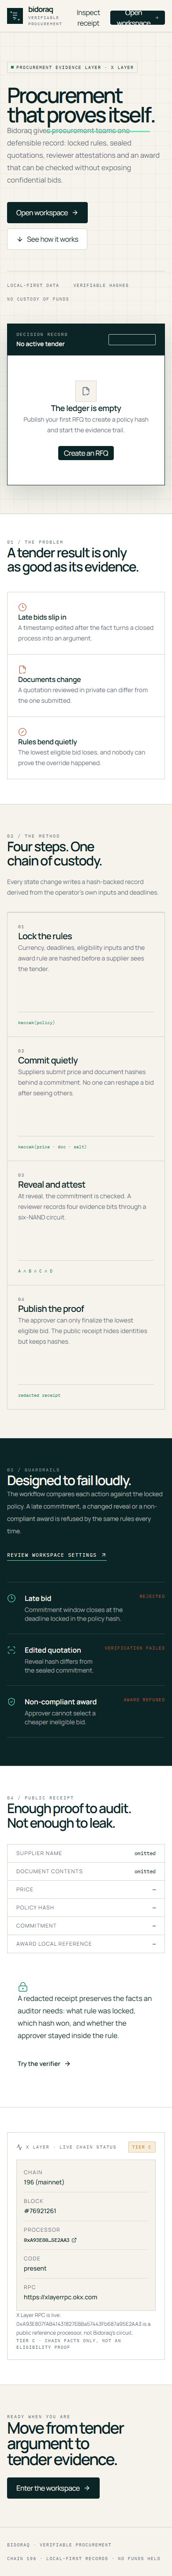 bidoraq
VERIFIABLE
PROCUREMENT
Inspect
receipt
Open
workspace
PROCUREMENT EVIDENCE LAYER · X LAYER
Procurement
that proves itself.
Bidoraq gives procurement teams one
defensible record: locked rules, sealed
quotations, reviewer attestations and an award
that can be checked without exposing
confidential bids.
Open workspace →
↓ See how it works
LOCAL-FIRST DATA VERIFIABLE HASHES
NO CUSTODY OF FUNDS
DECISION RECORD
No active tender
The ledger is empty
Publish your first RFQ to create a policy hash
and start the evidence trail.
Create an RFQ
01 / THE PROBLEM
A tender result is only
as good as its evidence.
Late bids slip in
A timestamp edited after the fact turns a closed
process into an argument.
Documents change
A quotation reviewed in private can differ from
the one submitted.
Rules bend quietly
The lowest eligible bid loses, and nobody can
prove the override happened.
02 / THE METHOD
Four steps. One
chain of custody.
Every state change writes a hash-backed record
derived from the operator's own inputs and deadlines.
01
Lock the rules
Currency, deadlines, eligibility inputs and the
award rule are hashed before a supplier sees
the tender.
keccak(policy)
02
Commit quietly
Suppliers submit price and document hashes
behind a commitment. No one can shape a bid
after seeing others.
keccak(price · doc · salt)
03
Reveal and attest
At reveal, the commitment is checked. A
reviewer records four evidence bits through a
six-NAND circuit.
A ∧ B ∧ C ∧ D
04
Publish the proof
The approver can only finalize the lowest
eligible bid. The public receipt hides identities
but keeps hashes.
redacted receipt
03 / GUARDRAILS
Designed to fail loudly.
The workflow compares each action against the locked
policy. A late commitment, a changed reveal or a non-
compliant award is refused by the same rules every
time.
REVIEW WORKSPACE SETTINGS ↗
Late bid
REJECTED
Commitment window closes at the
deadline locked in the policy hash.
Edited quotation
VERIFICATION FAILED
Reveal hash differs from
the sealed commitment.
Non-compliant award
AWARD REFUSED
Approver cannot select a
cheaper ineligible bid.
04 / PUBLIC RECEIPT
Enough proof to audit.
Not enough to leak.
SUPPLIER NAME omitted
DOCUMENT CONTENTS omitted
PRICE —
POLICY HASH —
COMMITMENT —
AWARD LOCAL REFERENCE —
A redacted receipt preserves the facts an
auditor needs: what rule was locked,
which hash won, and whether the
approver stayed inside the rule.
Try the verifier →
X LAYER · LIVE CHAIN STATUS
TIER C
CHAIN
196 (mainnet)
BLOCK
#76921261
PROCESSOR
CODE
present
RPC
https://xlayerrpc.okx.com
X Layer RPC is live.
public reference processor, not Bidoraq's circuit.
TIER C · CHAIN FACTS ONLY, NOT AN
ELIGIBILITY PROOF
READY WHEN YOU ARE
Move from tender
argument to
tender evidence.
Enter the workspace →
BIDORAQ · VERIFIABLE PROCUREMENT
CHAIN 196 · LOCAL-FIRST RECORDS · NO FUNDS HELD